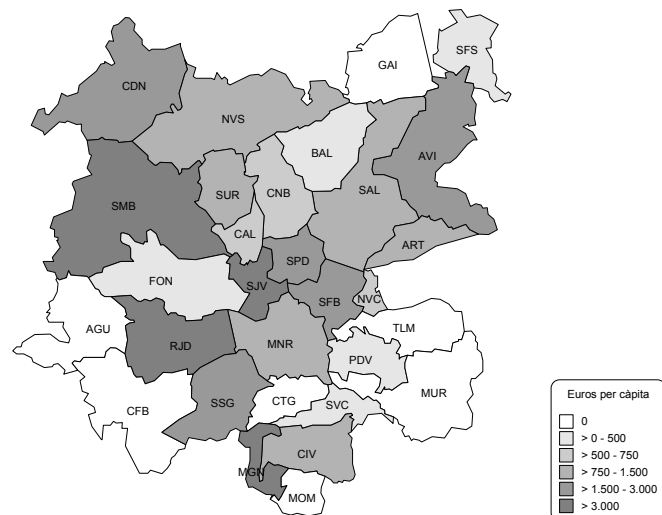 GAI
SFS
CDN
NVS
BAL
AVI
SUR
CNB
SAL
SMB
CAL
ART
SPD
FON
SJV
SFB
NVC
AGU
TLM
RJD
MNR
PDV
MUR
CFB
SSG
CTG
SVC
MGN
CIV
MOM
Euros per càpita
0
> 0 - 500
> 500 - 750
> 750 - 1.500
> 1.500 - 3.000
> 3.000